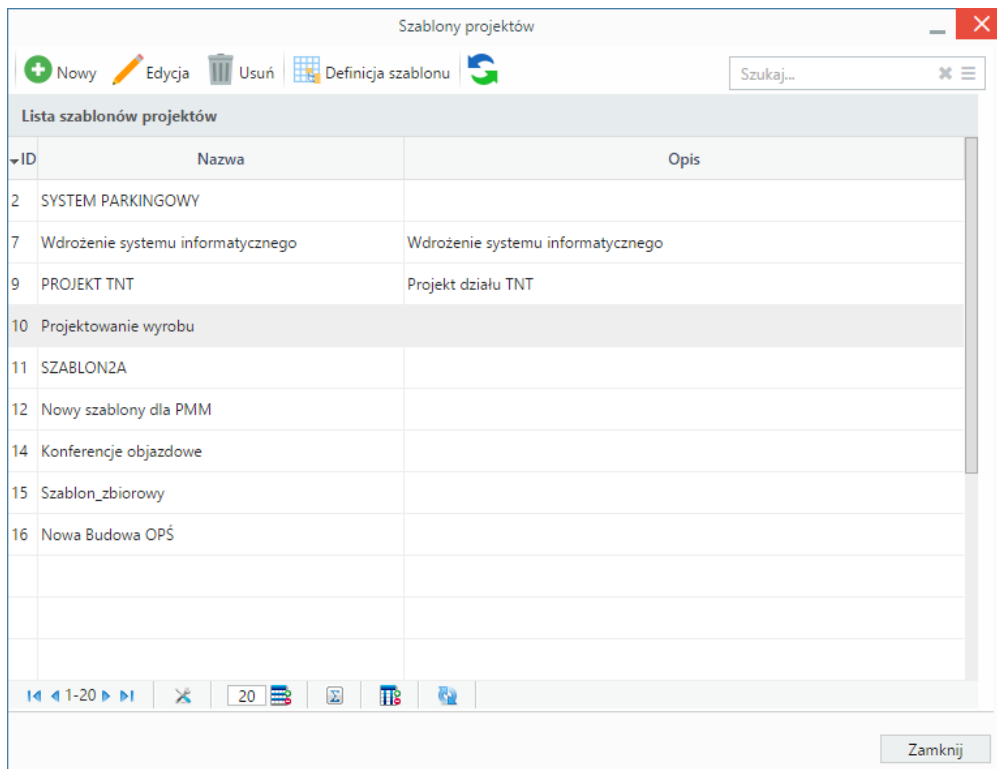 Szablony projektów
Nowy Edycja Usuń Definicja szablonu Szukaj...
Lista szablonów projektów
ID Nazwa Opis
2 SYSTEM PARKINGOWY
7 Wdrożenie systemu informatycznego Wdrożenie systemu informatycznego
9 PROJEKT TNT Projekt działu TNT
10 Projektowanie wyrobu
11 SZABLON2A
12 Nowy szablony dla PMM
14 Konferencje objazdowe
15 Szablon_zbiorowy
16 Nowa Budowa OPŚ
1-20 20
Zamknij